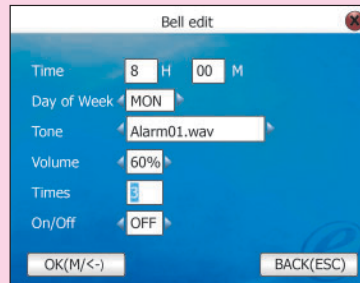 Bell edit
Time 8 H 00 M
Day of Week MON
Tone Alarm01.wav
Volume 60%
Times 3
On/Off OFF
OK(M/<-) BACK(ESC)